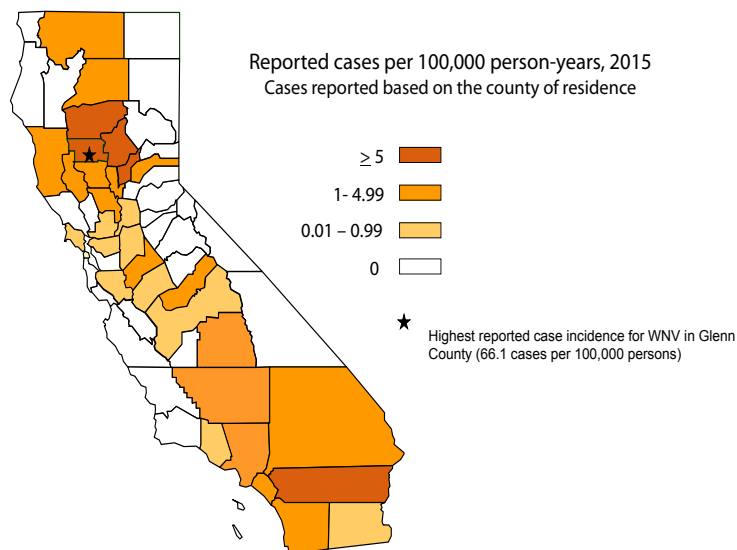 Reported cases per 100,000 person-years, 2015
Cases reported based on the county of residence
≥ 5
1- 4.99
0.01 – 0.99
0
Highest reported case incidence for WNV in Glenn
County (66.1 cases per 100,000 persons)